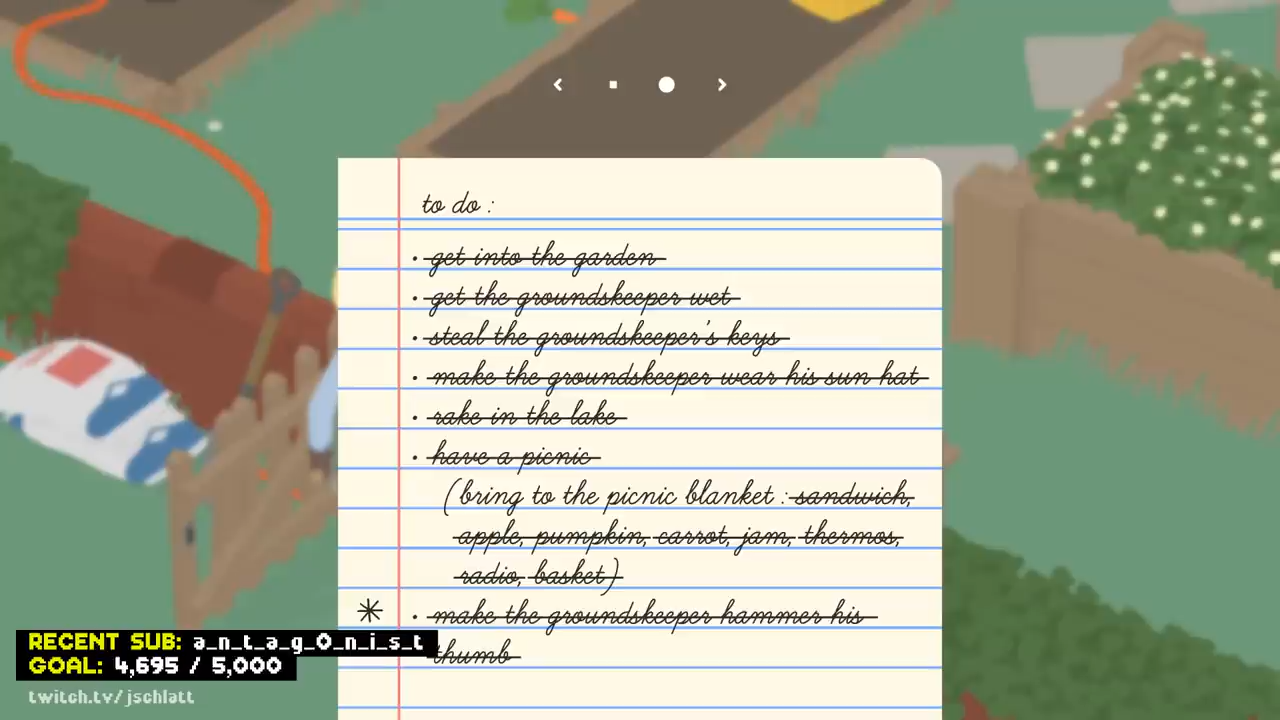 to do :
• get into the garden
• get the groundskeeper wet
• steal the groundskeeper's keys
• make the groundskeeper wear his sun hat
• rake in the lake
• have a picnic
(bring to the picnic blanket : sandwich,
apple, pumpkin, carrot, jam, thermos,
radio, basket)
• make the groundskeeper hammer his
thumb
RECENT SUB: a_n_t_a_g_0_n_i_s_t
GOAL: 4,695 / 5,000
twitch.tv/jschlatt